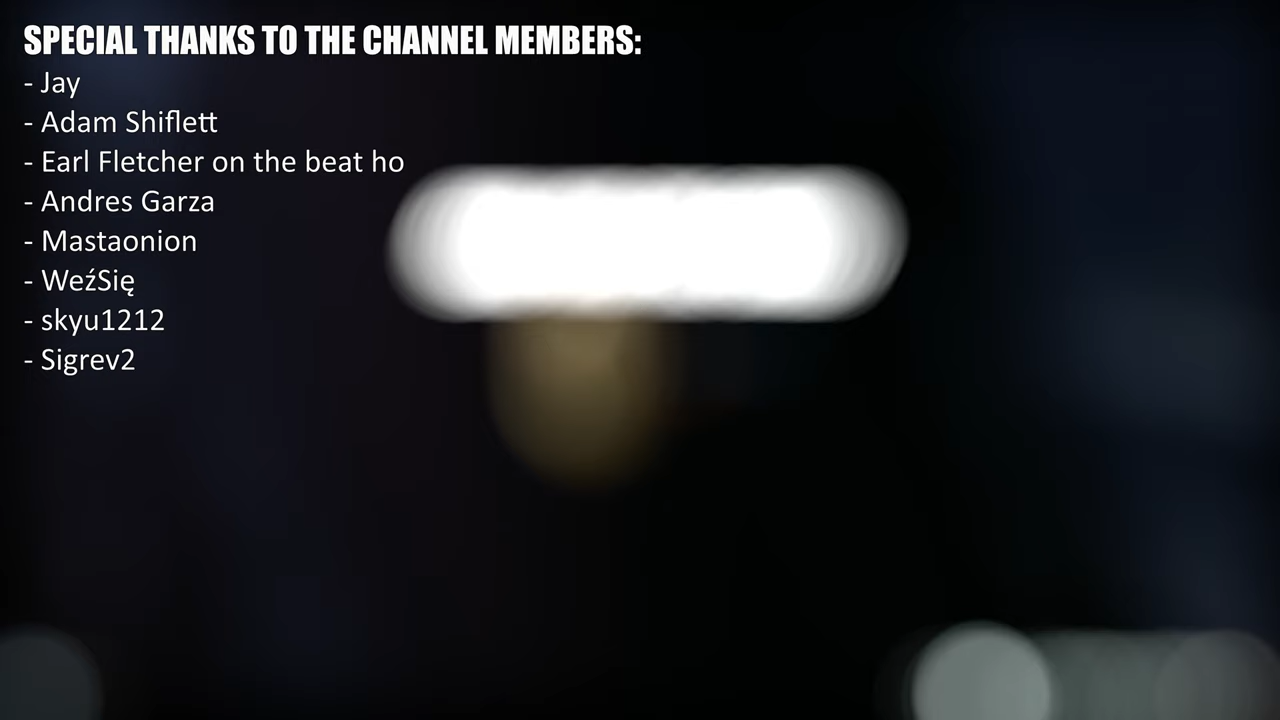 SPECIAL THANKS TO THE CHANNEL MEMBERS:
- Jay
- Adam Shiflett
- Earl Fletcher on the beat ho
- Andres Garza
- Mastaonion
- WeźSię
- skyu1212
- Sigrev2